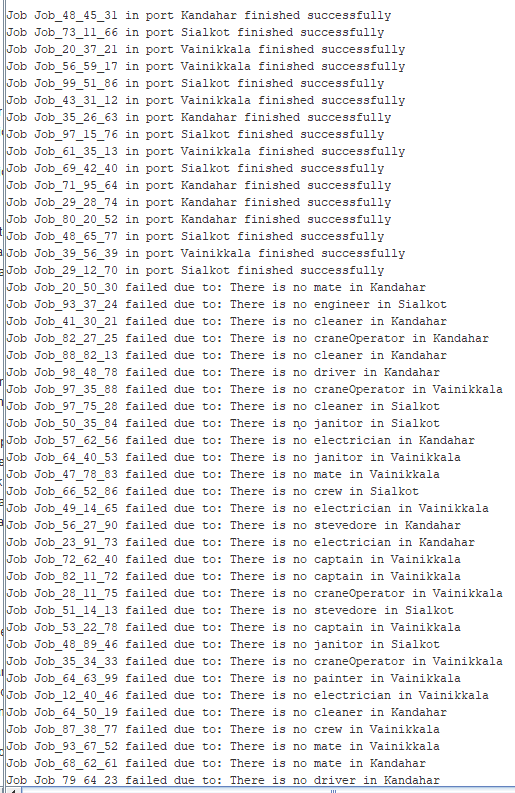 Job Job_48_45_31 in port Kandahar finished successfully
Job Job_73_11_66 in port Sialkot finished successfully
Job Job_20_37_21 in port Vainikkala finished successfully
Job Job_56_59_17 in port Vainikkala finished successfully
Job Job_99_51_86 in port Sialkot finished successfully
Job Job_43_31_12 in port Vainikkala finished successfully
Job Job_35_26_63 in port Kandahar finished successfully
Job Job_97_15_76 in port Sialkot finished successfully
Job Job_61_35_13 in port Vainikkala finished successfully
Job Job_69_42_40 in port Sialkot finished successfully
Job Job_71_95_64 in port Kandahar finished successfully
Job Job_29_28_74 in port Kandahar finished successfully
Job Job_80_20_52 in port Kandahar finished successfully
Job Job_48_65_77 in port Sialkot finished successfully
Job Job_39_56_39 in port Vainikkala finished successfully
Job Job_29_12_70 in port Sialkot finished successfully
Job Job_20_50_30 failed due to: There is no mate in Kandahar
Job Job_93_37_24 failed due to: There is no engineer in Sialkot
Job Job_41_30_21 failed due to: There is no cleaner in Kandahar
Job Job_82_27_25 failed due to: There is no craneOperator in Kandahar
Job Job_88_82_13 failed due to: There is no cleaner in Kandahar
Job Job_98_48_78 failed due to: There is no driver in Kandahar
Job Job_97_35_88 failed due to: There is no craneOperator in Vainikkala
Job Job_97_75_28 failed due to: There is no cleaner in Sialkot
Job Job_50_35_84 failed due to: There is no janitor in Sialkot
Job Job_57_62_56 failed due to: There is no electrician in Kandahar
Job Job_64_40_53 failed due to: There is no janitor in Vainikkala
Job Job_47_78_83 failed due to: There is no mate in Vainikkala
Job Job_66_52_86 failed due to: There is no crew in Sialkot
Job Job_49_14_65 failed due to: There is no electrician in Vainikkala
Job Job_56_27_90 failed due to: There is no stevedore in Kandahar
Job Job_23_91_73 failed due to: There is no electrician in Kandahar
Job Job_72_62_40 failed due to: There is no captain in Vainikkala
Job Job_82_11_72 failed due to: There is no captain in Vainikkala
Job Job_28_11_75 failed due to: There is no craneOperator in Vainikkala
Job Job_51_14_13 failed due to: There is no stevedore in Sialkot
Job Job_53_22_78 failed due to: There is no captain in Vainikkala
Job Job_48_89_46 failed due to: There is no janitor in Sialkot
Job Job_35_34_33 failed due to: There is no craneOperator in Vainikkala
Job Job_64_63_99 failed due to: There is no painter in Vainikkala
Job Job_12_40_46 failed due to: There is no electrician in Vainikkala
Job Job_64_50_19 failed due to: There is no cleaner in Kandahar
Job Job_87_38_77 failed due to: There is no crew in Vainikkala
Job Job_93_67_52 failed due to: There is no mate in Vainikkala
Job Job_68_62_61 failed due to: There is no mate in Kandahar
Job Job_79_64_23 failed due to: There is no driver in Kandahar